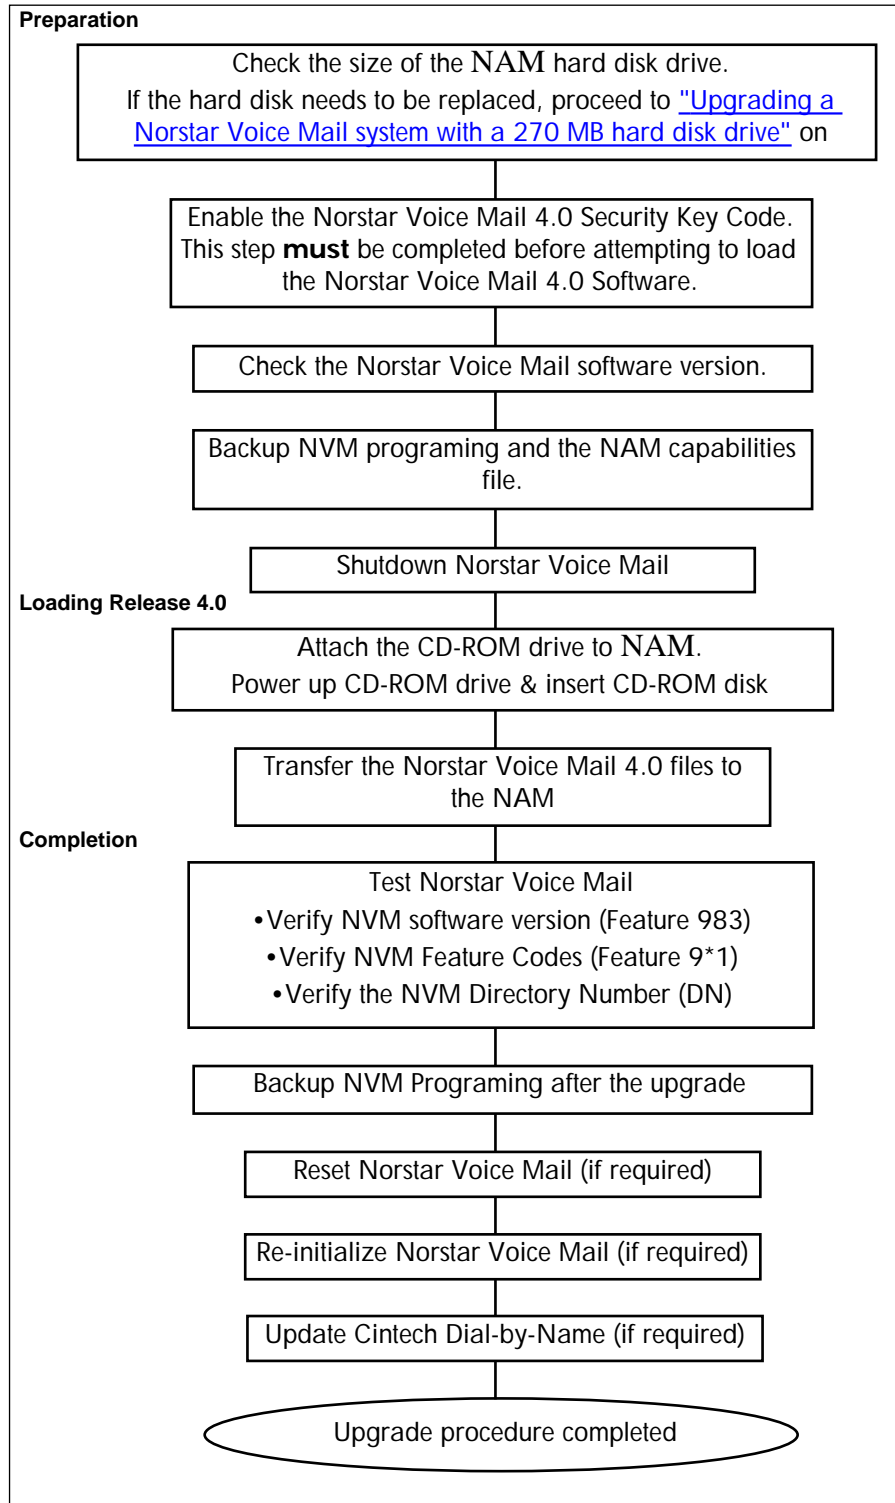 Preparation
Check the size of the NAM hard disk drive.
If the hard disk needs to be replaced, proceed to "Upgrading a
Norstar Voice Mail system with a 270 MB hard disk drive" on
Enable the Norstar Voice Mail 4.0 Security Key Code.
This step must be completed before attempting to load
the Norstar Voice Mail 4.0 Software.
Check the Norstar Voice Mail software version.
Backup NVM programing and the NAM capabilities
file.
Shutdown Norstar Voice Mail
Loading Release 4.0
Attach the CD-ROM drive to NAM.
Power up CD-ROM drive & insert CD-ROM disk
Transfer the Norstar Voice Mail 4.0 files to
the NAM
Completion
Test Norstar Voice Mail
•Verify NVM software version (Feature 983)
•Verify NVM Feature Codes (Feature 9*1)
•Verify the NVM Directory Number (DN)
Backup NVM Programing after the upgrade
Reset Norstar Voice Mail (if required)
Re-initialize Norstar Voice Mail (if required)
Update Cintech Dial-by-Name (if required)
Upgrade procedure completed